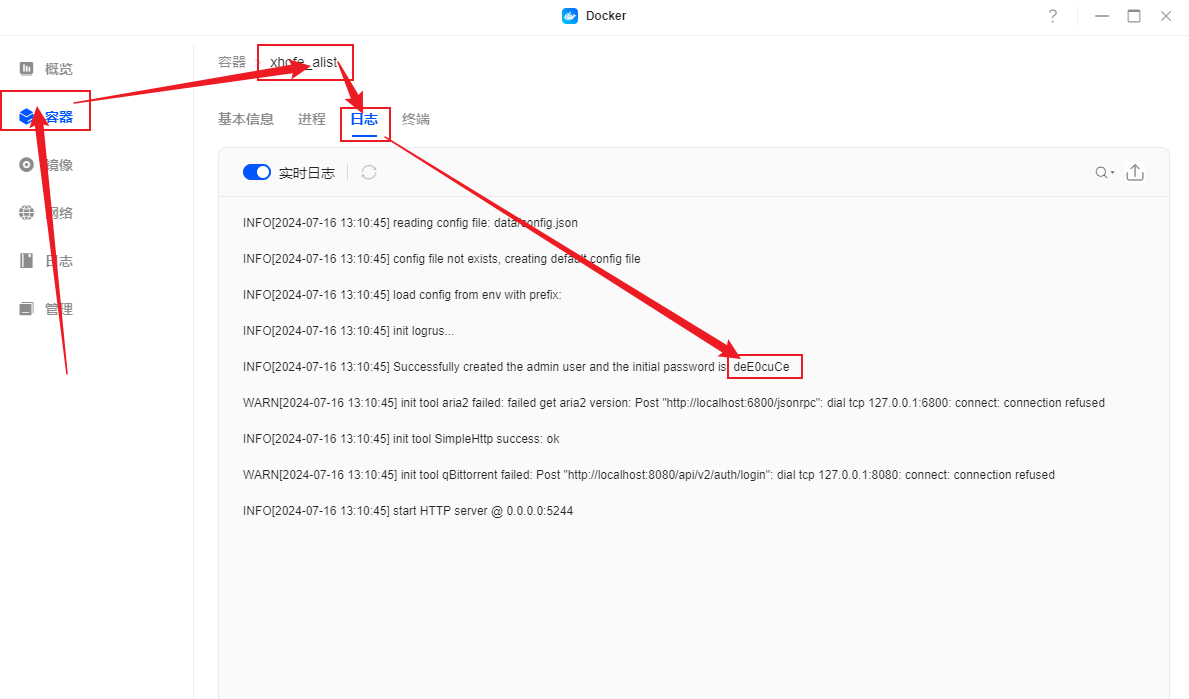 Docker
?
概览
容器
镜像
网络
日志
管理
容器 > xhofe_alist
基本信息 进程 日志 终端
实时日志
INFO[2024-07-16 13:10:45] reading config file: data/config.json
INFO[2024-07-16 13:10:45] config file not exists, creating default config file
INFO[2024-07-16 13:10:45] load config from env with prefix:
INFO[2024-07-16 13:10:45] init logrus...
INFO[2024-07-16 13:10:45] Successfully created the admin user and the initial password is: deE0cuCe
WARN[2024-07-16 13:10:45] init tool aria2 failed: failed get aria2 version: Post "http://localhost:6800/jsonrpc": dial tcp 127.0.0.1:6800: connect: connection refused
INFO[2024-07-16 13:10:45] init tool SimpleHttp success: ok
WARN[2024-07-16 13:10:45] init tool qBittorrent failed: Post "http://localhost:8080/api/v2/auth/login": dial tcp 127.0.0.1:8080: connect: connection refused
INFO[2024-07-16 13:10:45] start HTTP server @ 0.0.0.0:5244